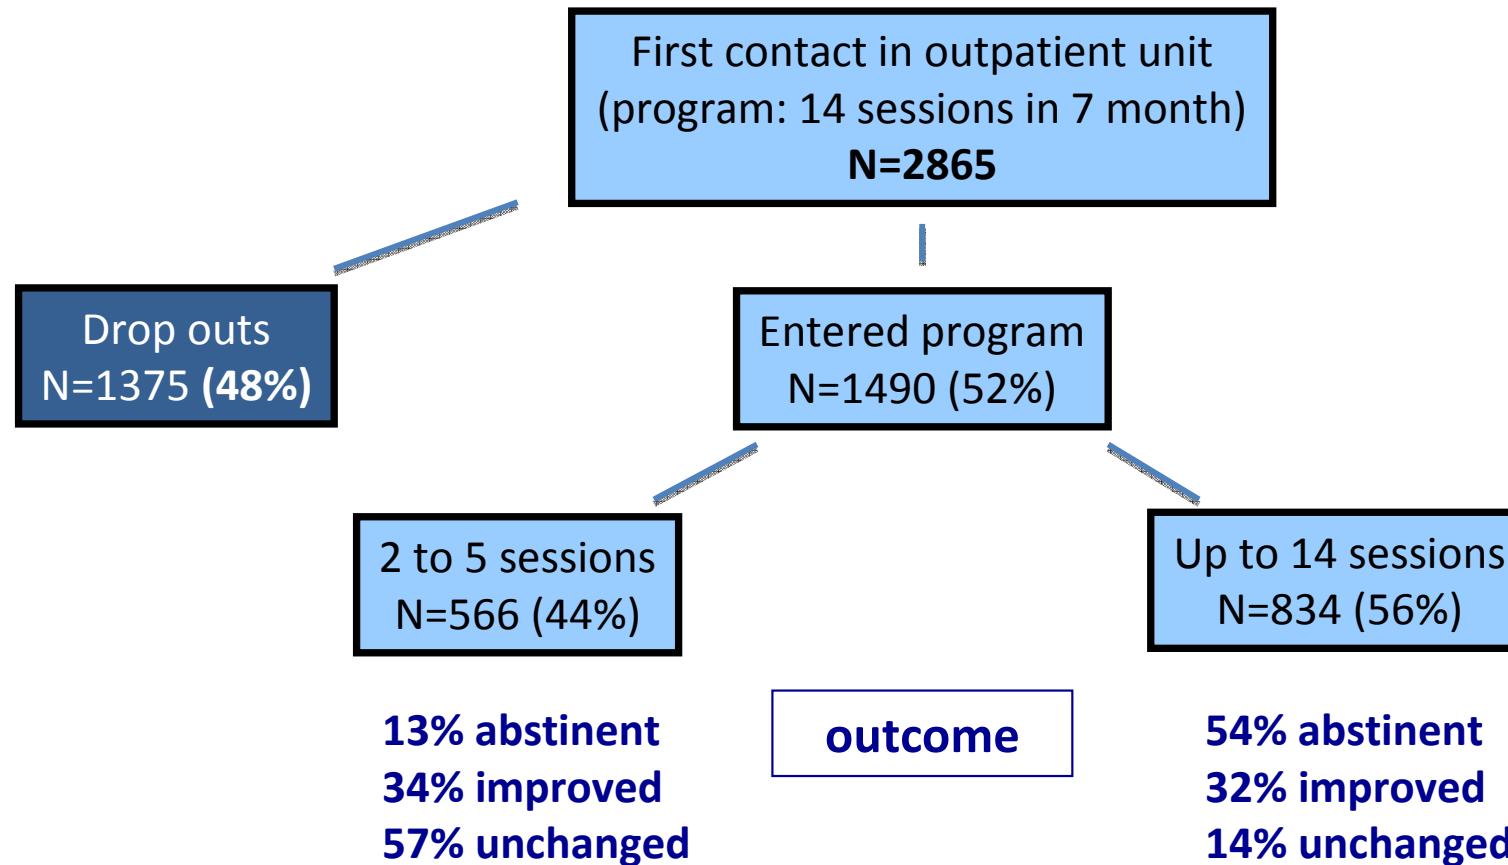 First contact in outpatient unit
(program: 14 sessions in 7 month)
N=2865
Drop outs
N=1375 (48%)
Entered program
N=1490 (52%)
2 to 5 sessions
N=566 (44%)
Up to 14 sessions
N=834 (56%)
13% abstinent
34% improved
57% unchanged
outcome
54% abstinent
32% improved
14% unchanged